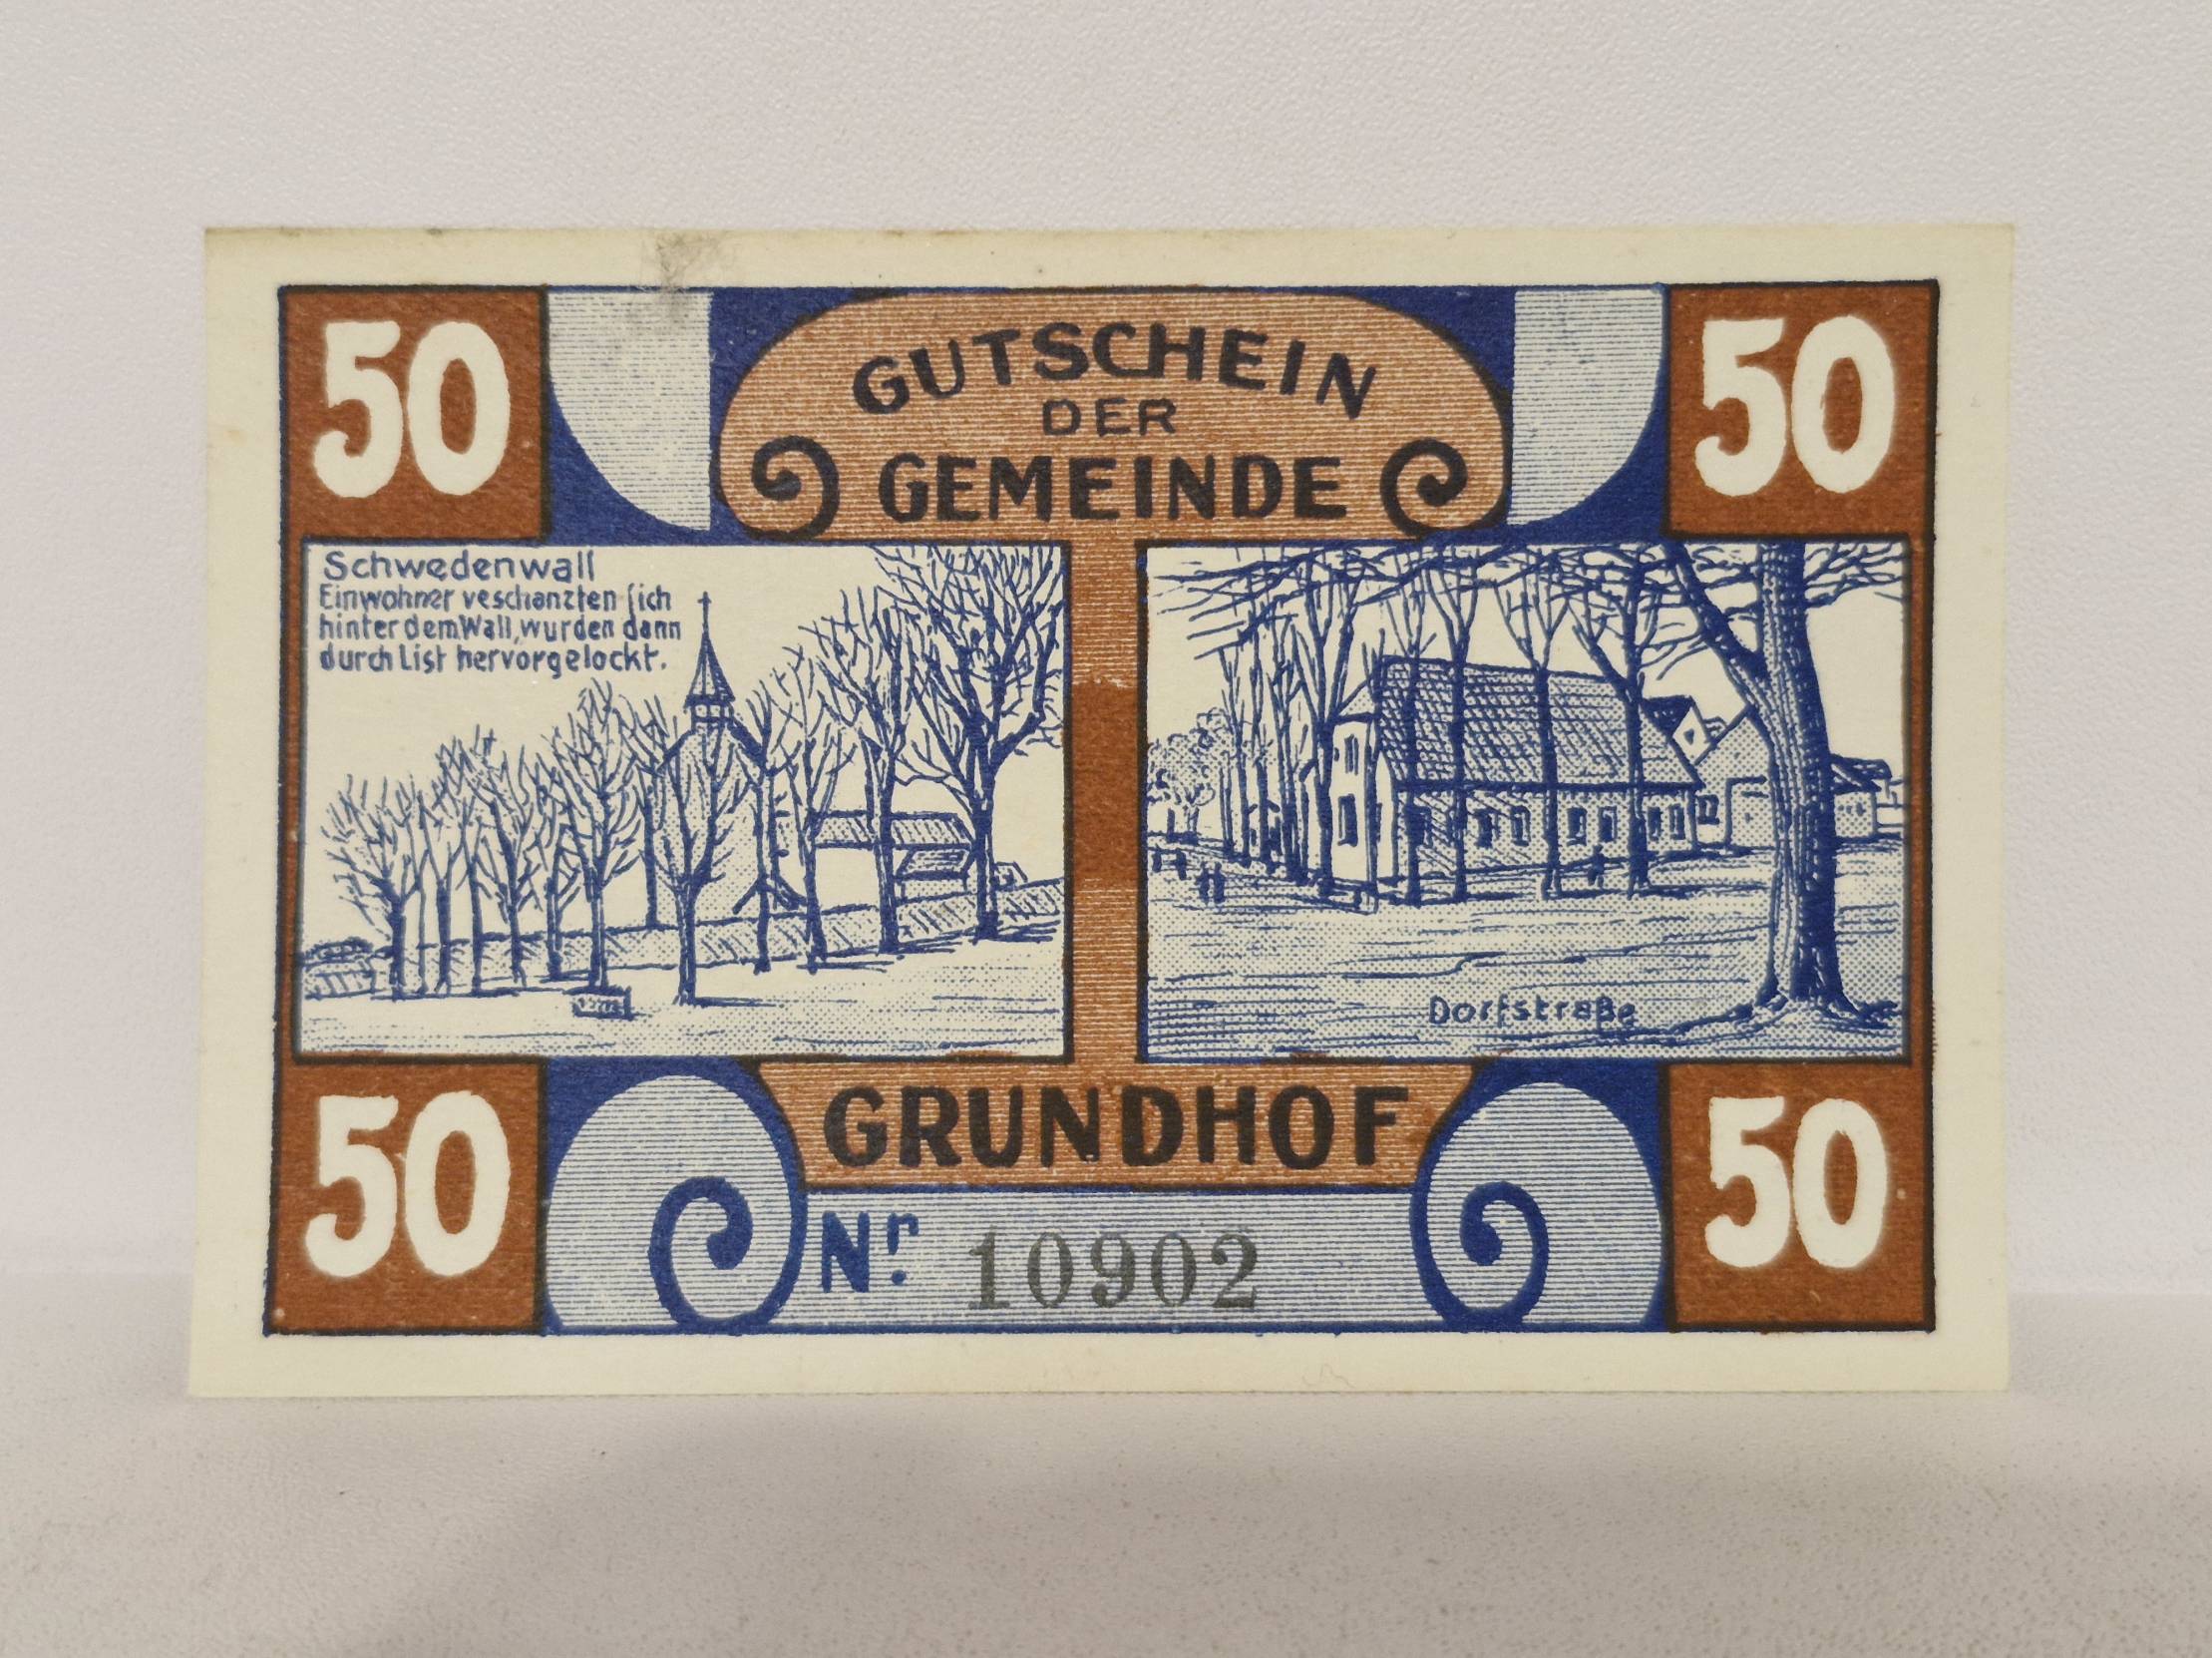 50
GUTSCHEIN
DER
GEMEINDE
50
Schwedenwall
Einwohner veschanzten sich
hinter dem Wall, wurden dann
durch List hervorgelockt.
Dorfstraße
50
GRUNDHOF
Nr. 10902
50